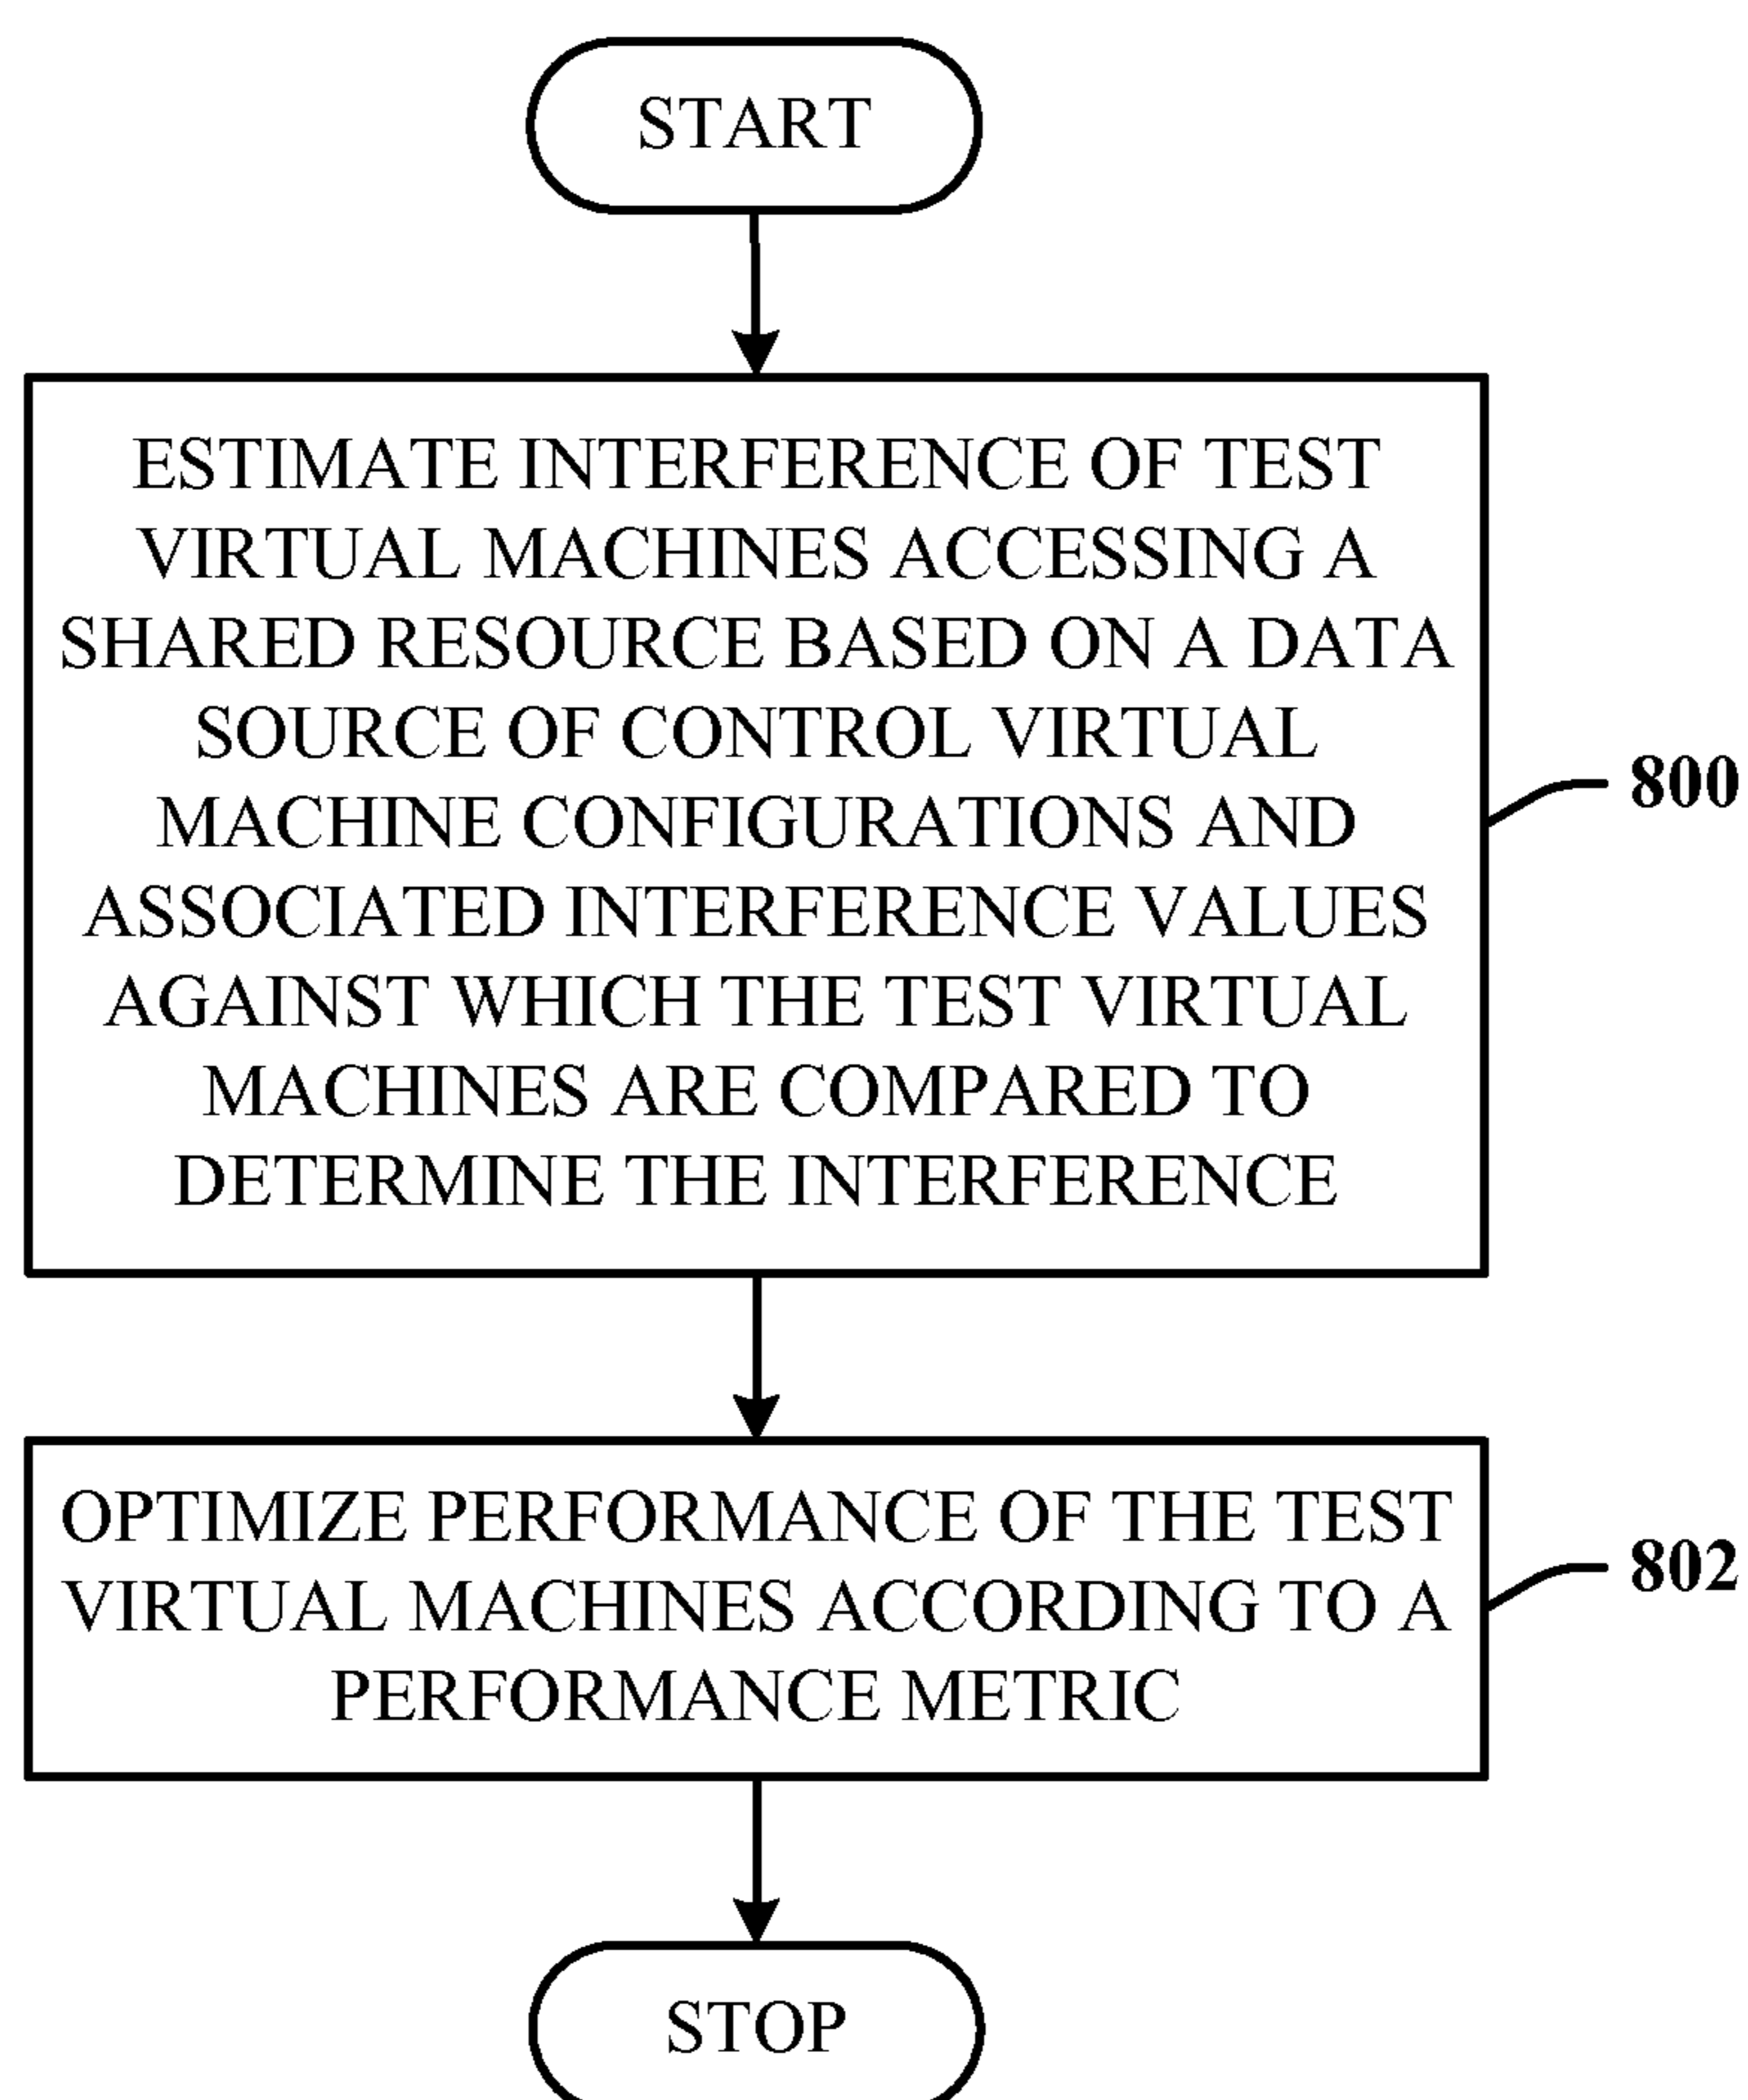 START
ESTIMATE INTERFERENCE OF TEST
VIRTUAL MACHINES ACCESSING A
SHARED RESOURCE BASED ON A DATA
SOURCE OF CONTROL VIRTUAL
MACHINE CONFIGURATIONS AND
ASSOCIATED INTERFERENCE VALUES
AGAINST WHICH THE TEST VIRTUAL
MACHINES ARE COMPARED TO
DETERMINE THE INTERFERENCE
800
OPTIMIZE PERFORMANCE OF THE TEST
VIRTUAL MACHINES ACCORDING TO A
PERFORMANCE METRIC
802
STOP